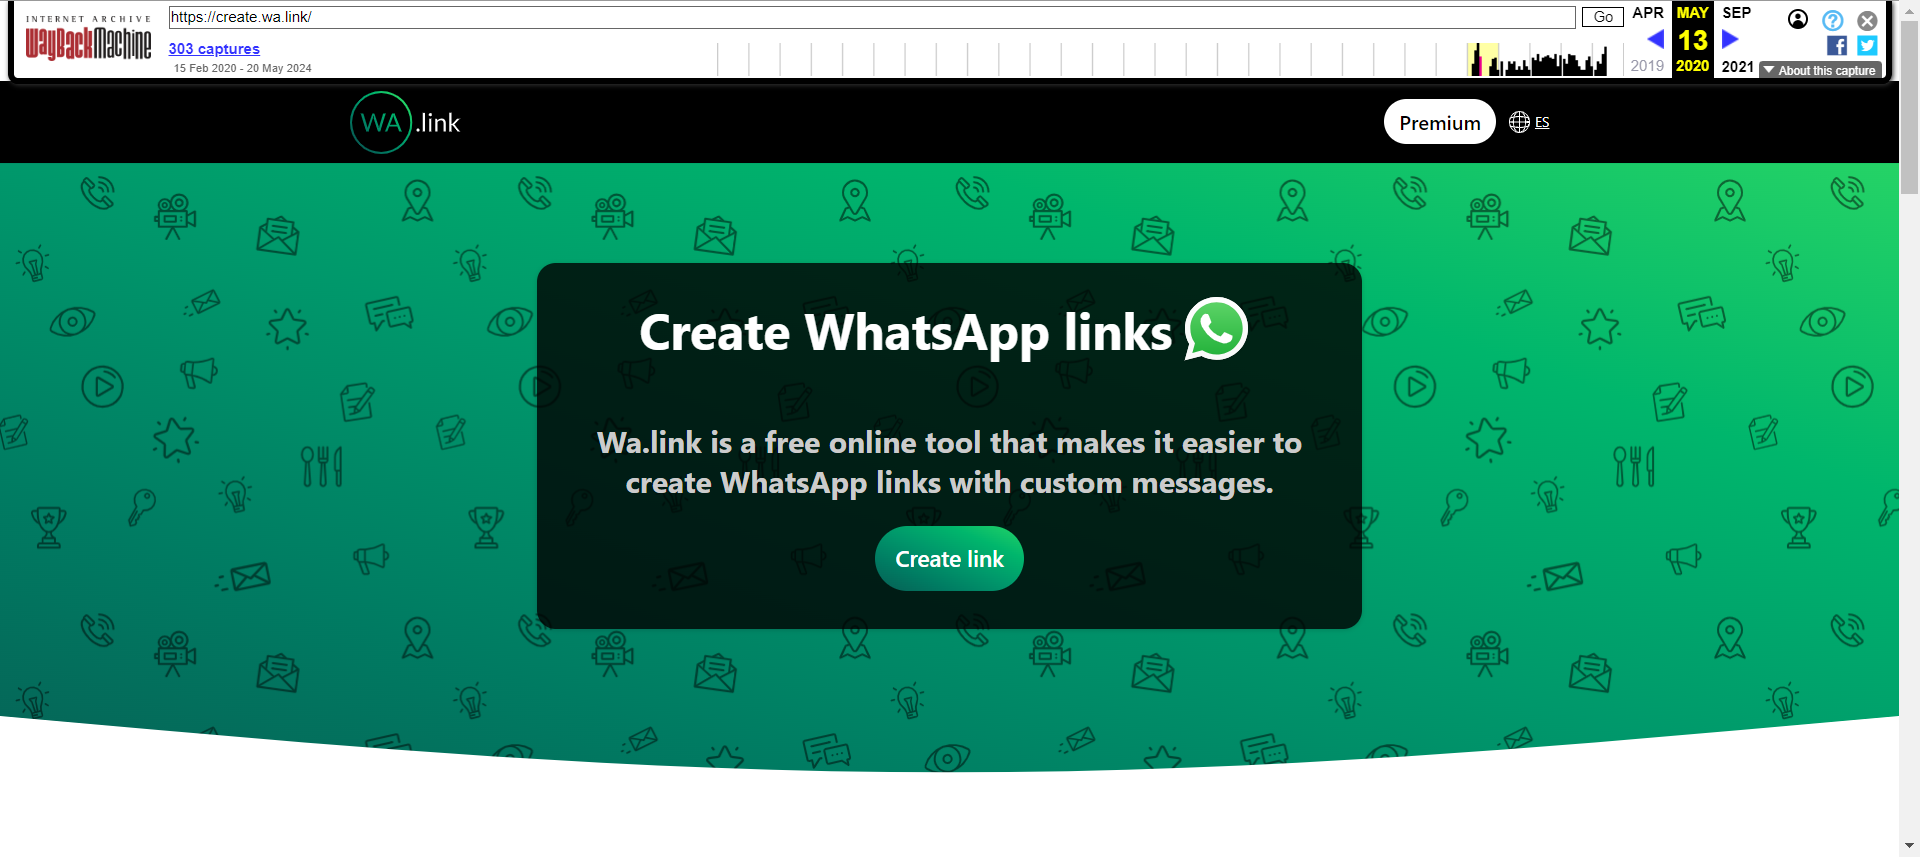 INTERNET ARCHIVE
WayBackMachine
https://create.wa.link/
Go
303 captures
15 Feb 2020 - 20 May 2024
APR MAY SEP
13
2019 2020 2021
f
About this capture
WA.link
Premium
ES
Create WhatsApp links
Wa.link is a free online tool that makes it easier to
create WhatsApp links with custom messages.
Create link